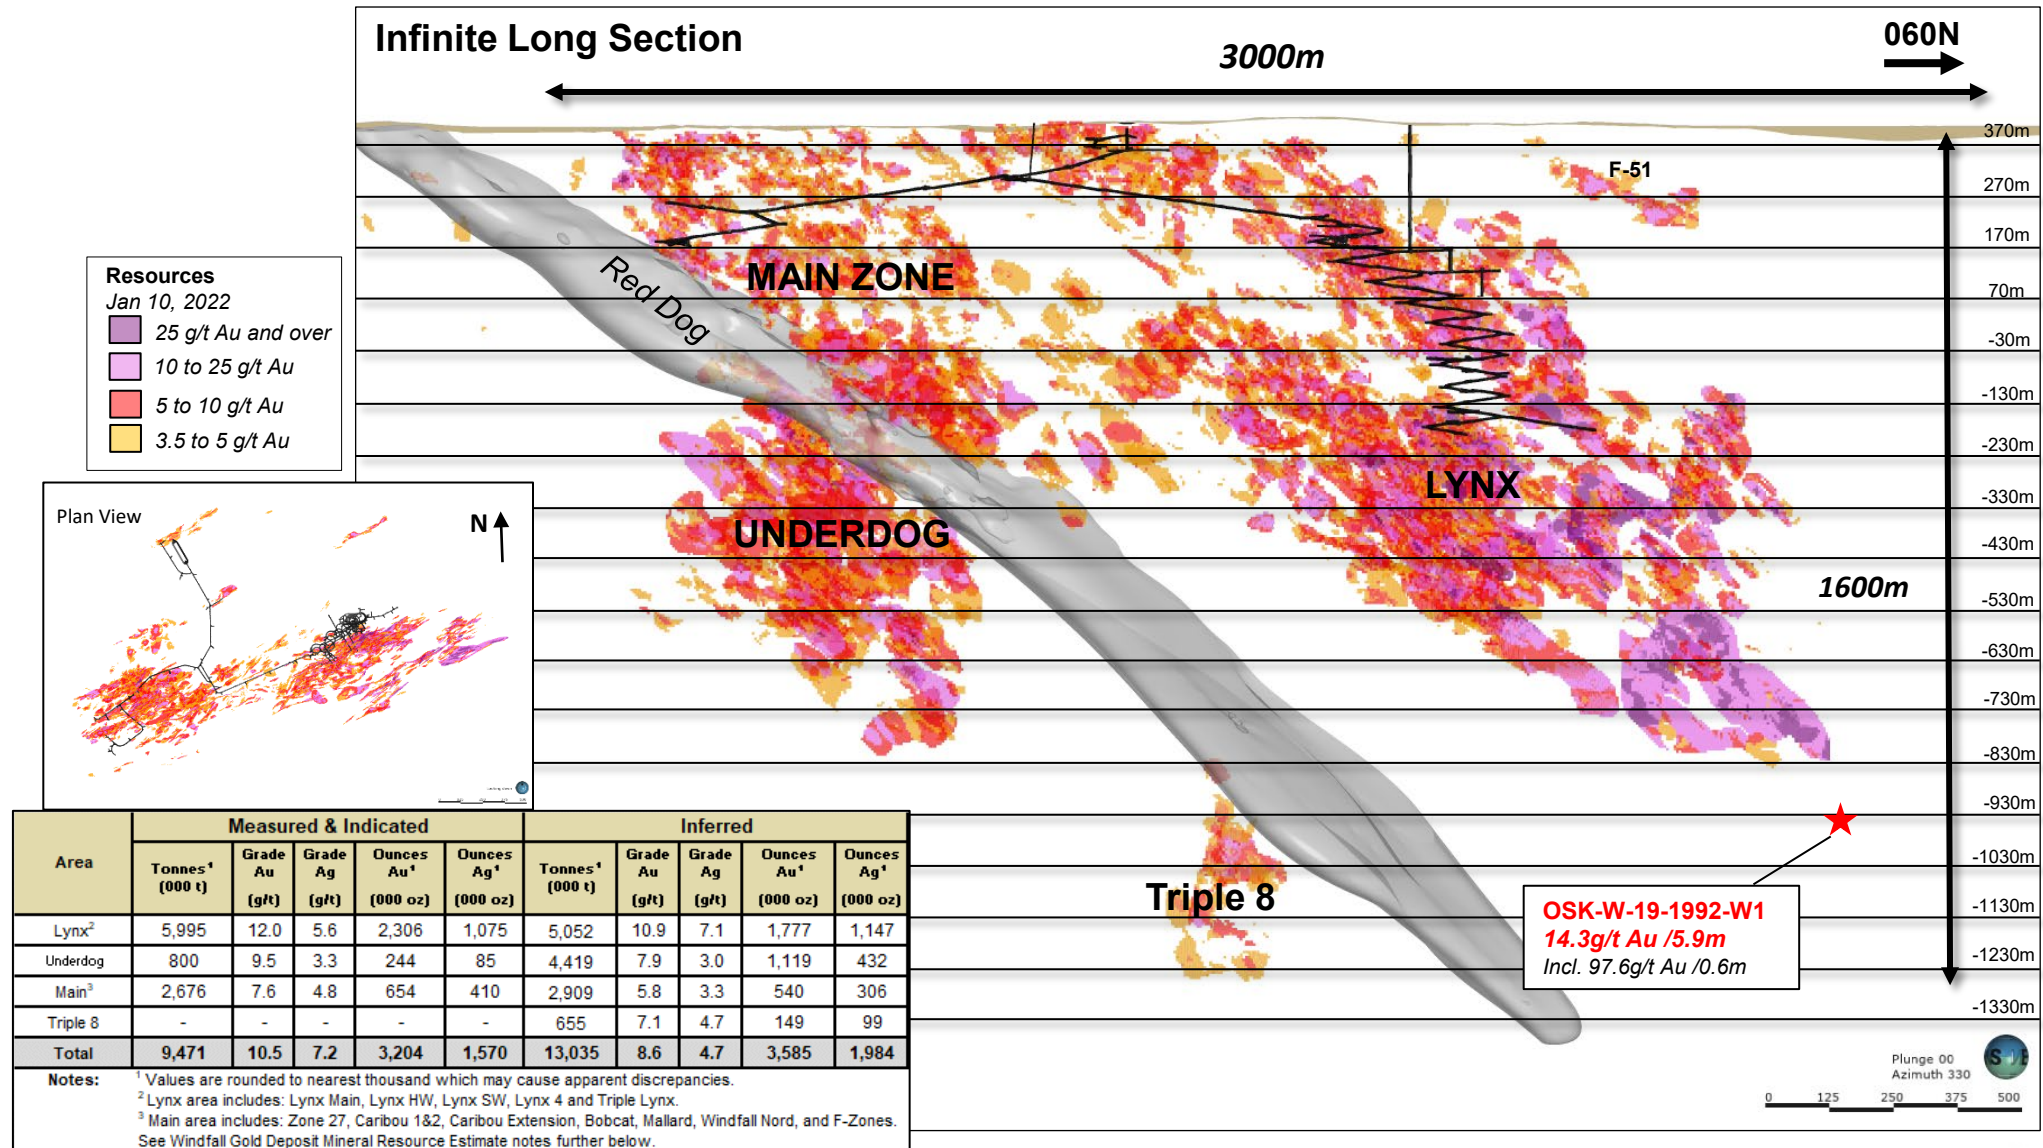 Infinite Long Section
3000m
060N
370m
F-51
270m
170m
Resources
Jan 10, 2022
25 g/t Au and over
10 to 25 g/t Au
5 to 10 g/t Au
3.5 to 5 g/t Au
MAIN ZONE
Red Dog
70m
-30m
-130m
-230m
LYNX
-330m
UNDERDOG
-430m
1600m
-530m
-630m
-730m
-830m
-930m
-1030m
Triple 8
-1130m
-1230m
-1330m
OSK-W-19-1992-W1
14.3g/t Au /5.9m
Incl. 97.6g/t Au /0.6m
Plan View
N
Area Measured & Indicated Inferred
Tonnes¹ (000 t) Grade Au (g/t) Grade Ag (g/t) Ounces Au¹ (000 oz) Ounces Ag¹ (000 oz) Tonnes¹ (000 t) Grade Au (g/t) Grade Ag (g/t) Ounces Au¹ (000 oz) Ounces Ag¹ (000 oz)
Lynx² 5,995 12.0 5.6 2,306 1,075 5,052 10.9 7.1 1,777 1,147
Underdog 800 9.5 3.3 244 85 4,419 7.9 3.0 1,119 432
Main³ 2,676 7.6 4.8 654 410 2,909 5.8 3.3 540 306
Triple 8 - - - - - 655 7.1 4.7 149 99
Total 9,471 10.5 7.2 3,204 1,570 13,035 8.6 4.7 3,585 1,984
Notes: ¹ Values are rounded to nearest thousand which may cause apparent discrepancies.
² Lynx area includes: Lynx Main, Lynx HW, Lynx SW, Lynx 4 and Triple Lynx.
³ Main area includes: Zone 27, Caribou 1&2, Caribou Extension, Bobcat, Mallard, Windfall Nord, and F-Zones.
See Windfall Gold Deposit Mineral Resource Estimate notes further below.
Plunge 00
Azimuth 330
0 125 250 375 500